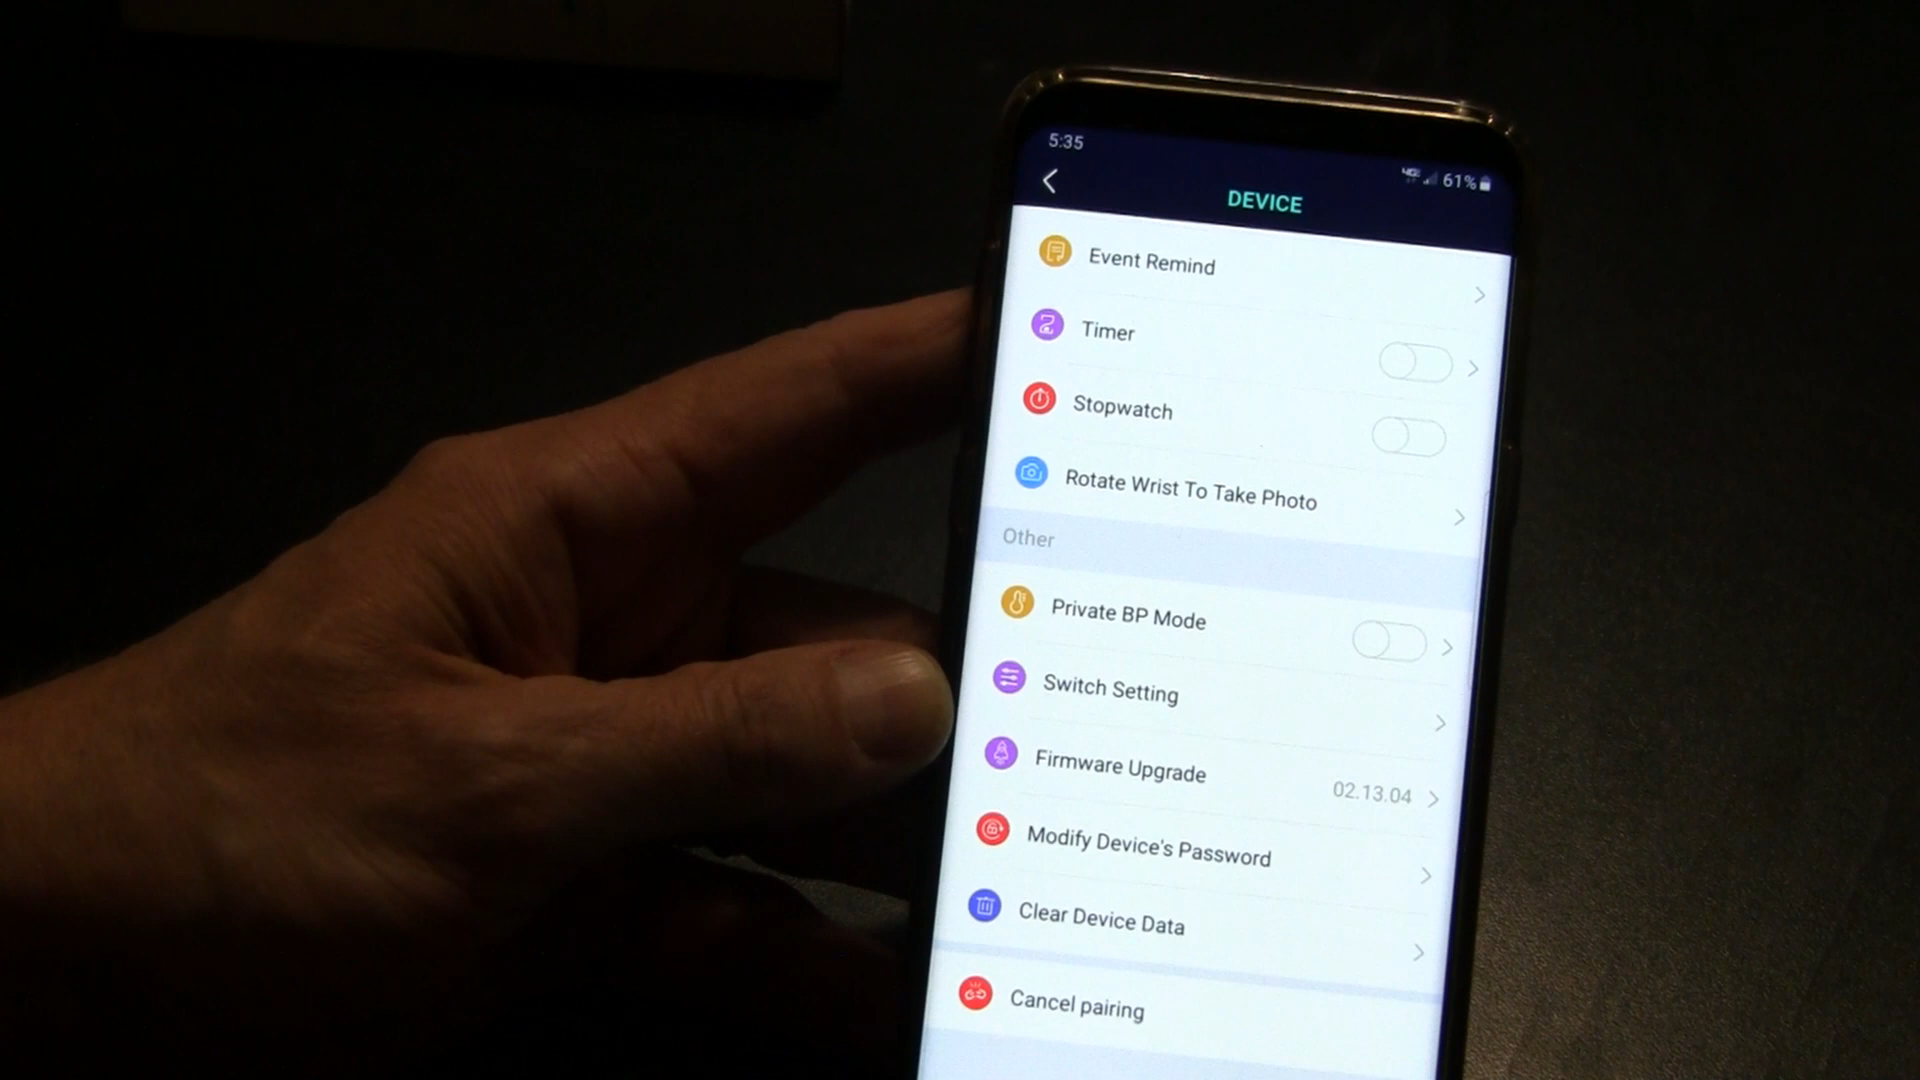 5:35
61%
DEVICE
Event Remind
Timer
Stopwatch
Rotate Wrist To Take Photo
Other
Private BP Mode
Switch Setting
Firmware Upgrade 02.13.04
Modify Device's Password
Clear Device Data
Cancel pairing